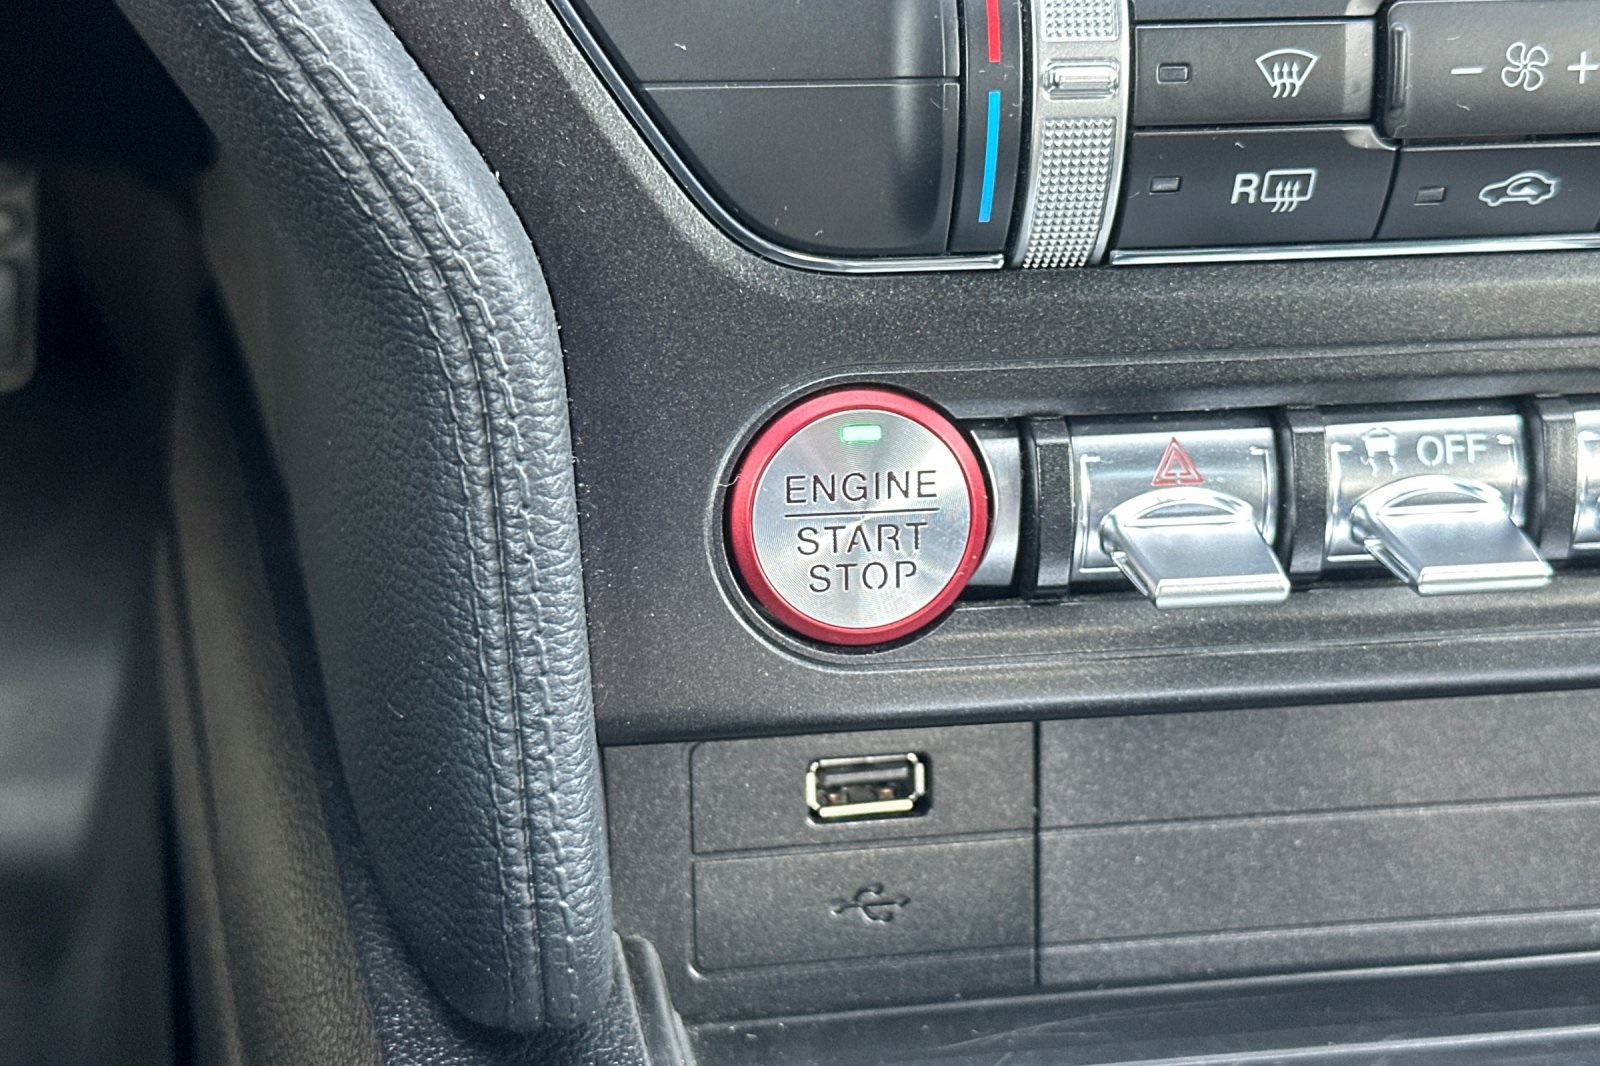 R
- +
ENGINE
START
STOP
OFF